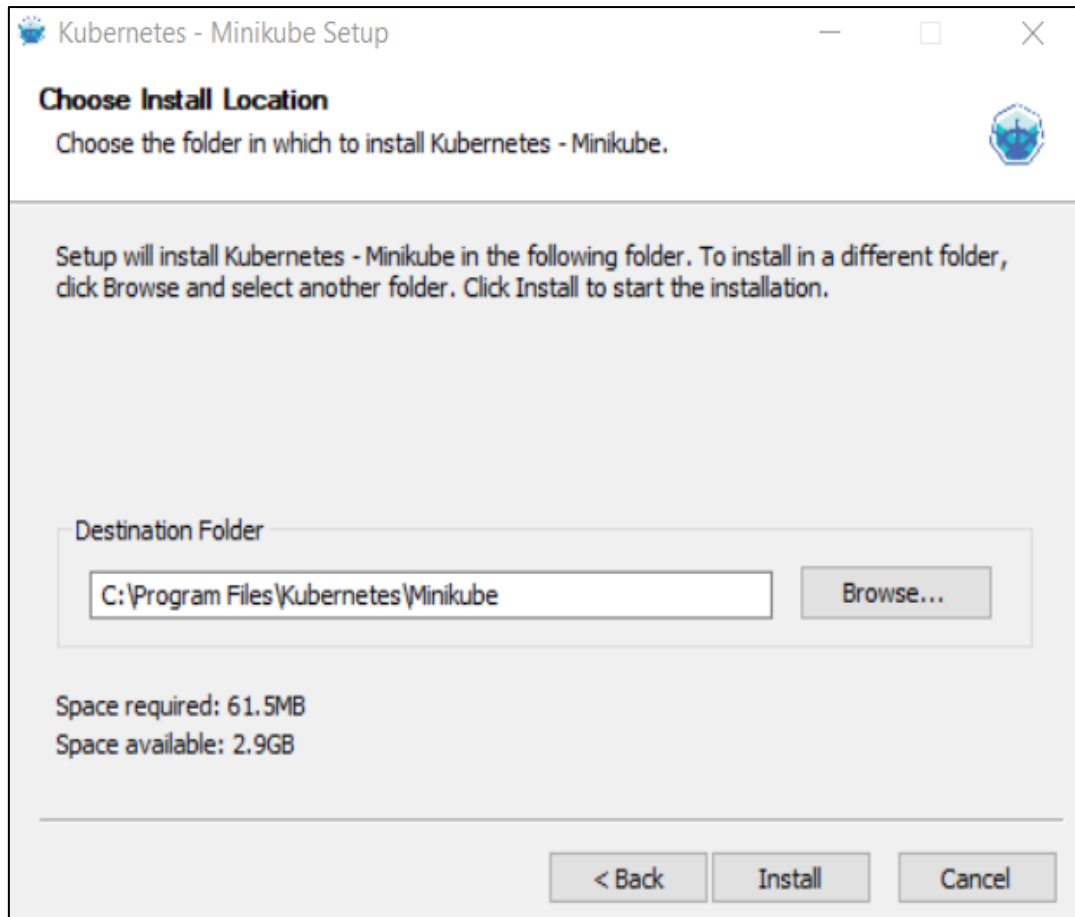 Kubernetes - Minikube Setup
Choose Install Location
Choose the folder in which to install Kubernetes - Minikube.
Setup will install Kubernetes - Minikube in the following folder. To install in a different folder,
click Browse and select another folder. Click Install to start the installation.
Destination Folder
C:\Program Files\Kubernetes\Minikube
Browse...
Space required: 61.5MB
Space available: 2.9GB
< Back
Install
Cancel